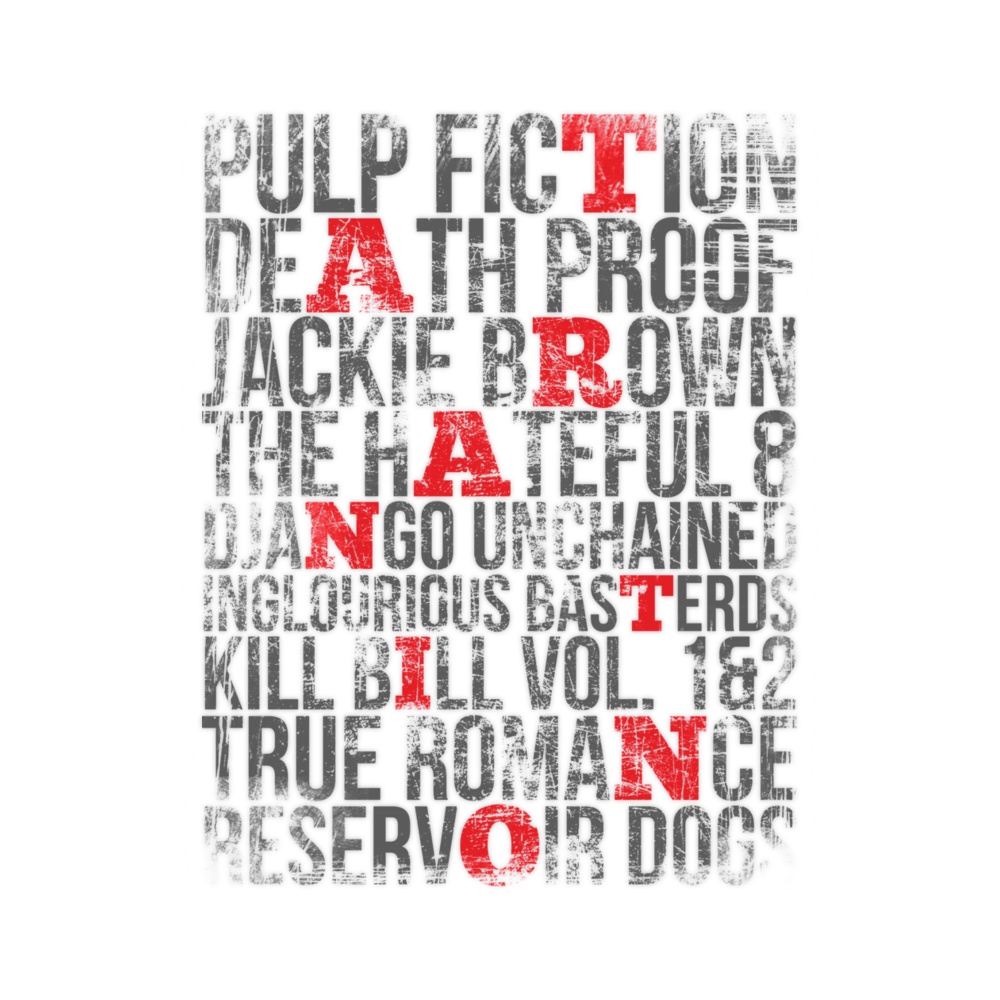 PULP FICTION
DEATH PROOF
JACKIE BROWN
THE HATEFUL 8
DJANGO UNCHAINED
INGLOURIOUS BASTERDS
KILL BILL VOL. 1&2
TRUE ROMANCE
RESERVOIR DOGS